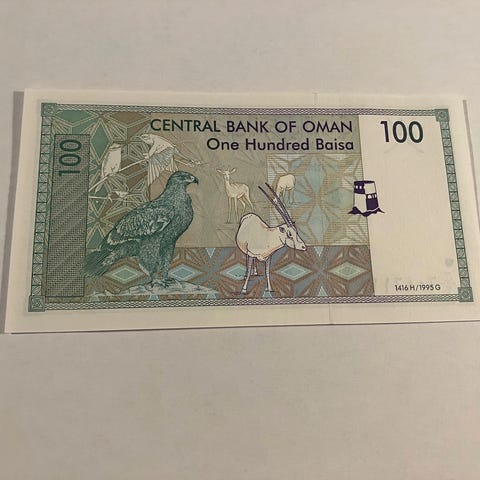 CENTRAL BANK OF OMAN
One Hundred Baisa
100
100
1416 H/1995 G